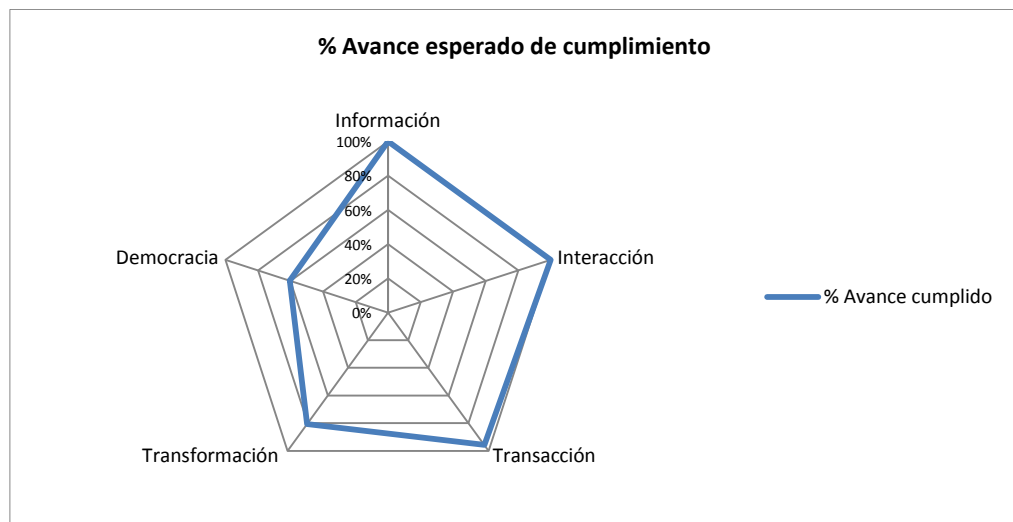 % Avance esperado de cumplimiento
Información
100%
80%
60%
40%
20%
0%
Democracia
Interacción
Transformación
Transacción
% Avance cumplido